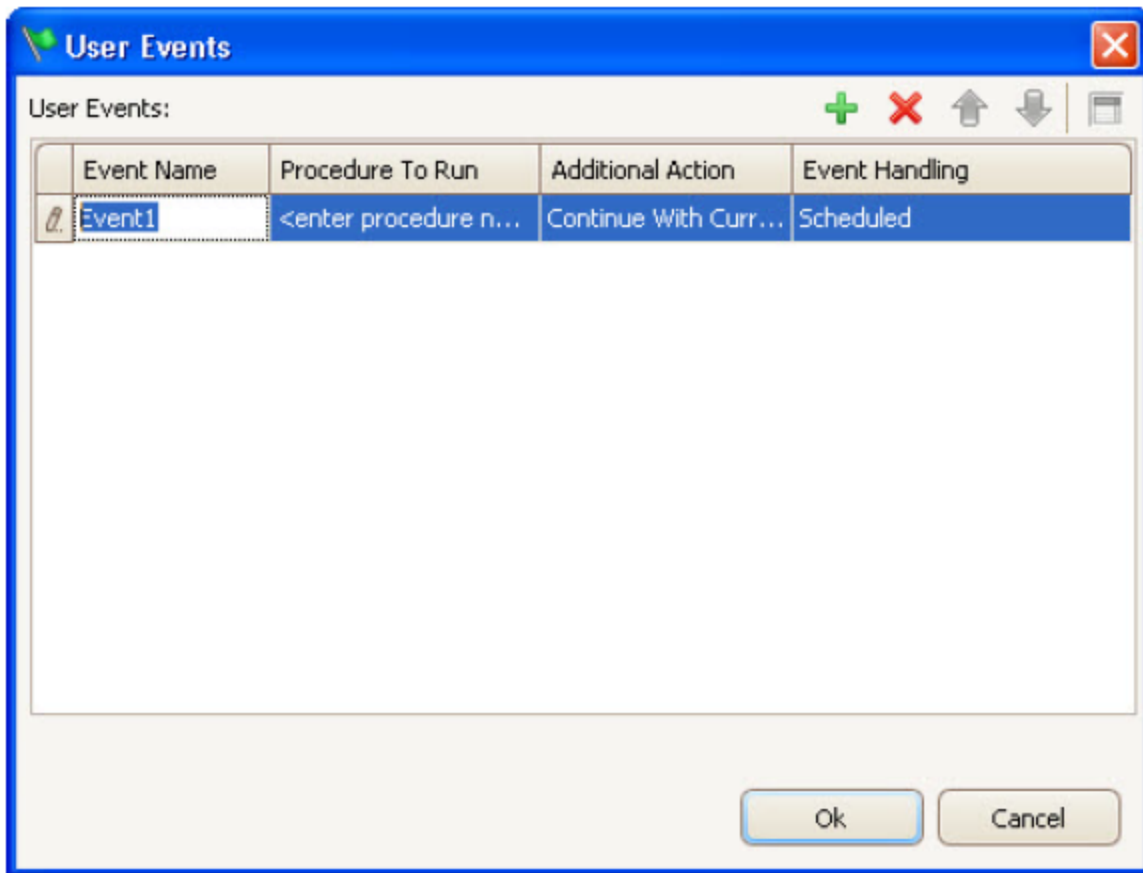 User Events
User Events:
Event Name Procedure To Run Additional Action Event Handling
Event1 <enter procedure n... Continue With Curr... Scheduled
Ok Cancel